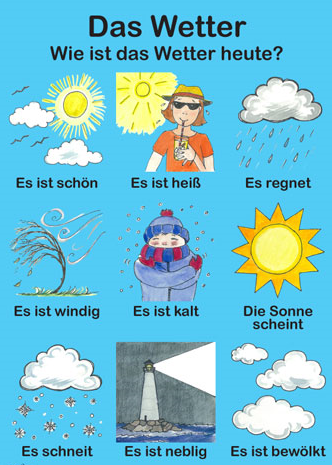 Das Wetter
Wie ist das Wetter heute?
Es ist schön
Es ist heiß
Es regnet
Es ist windig
Es ist kalt
Die Sonne
scheint
Es schneit
Es ist neblig
Es ist bewölkt